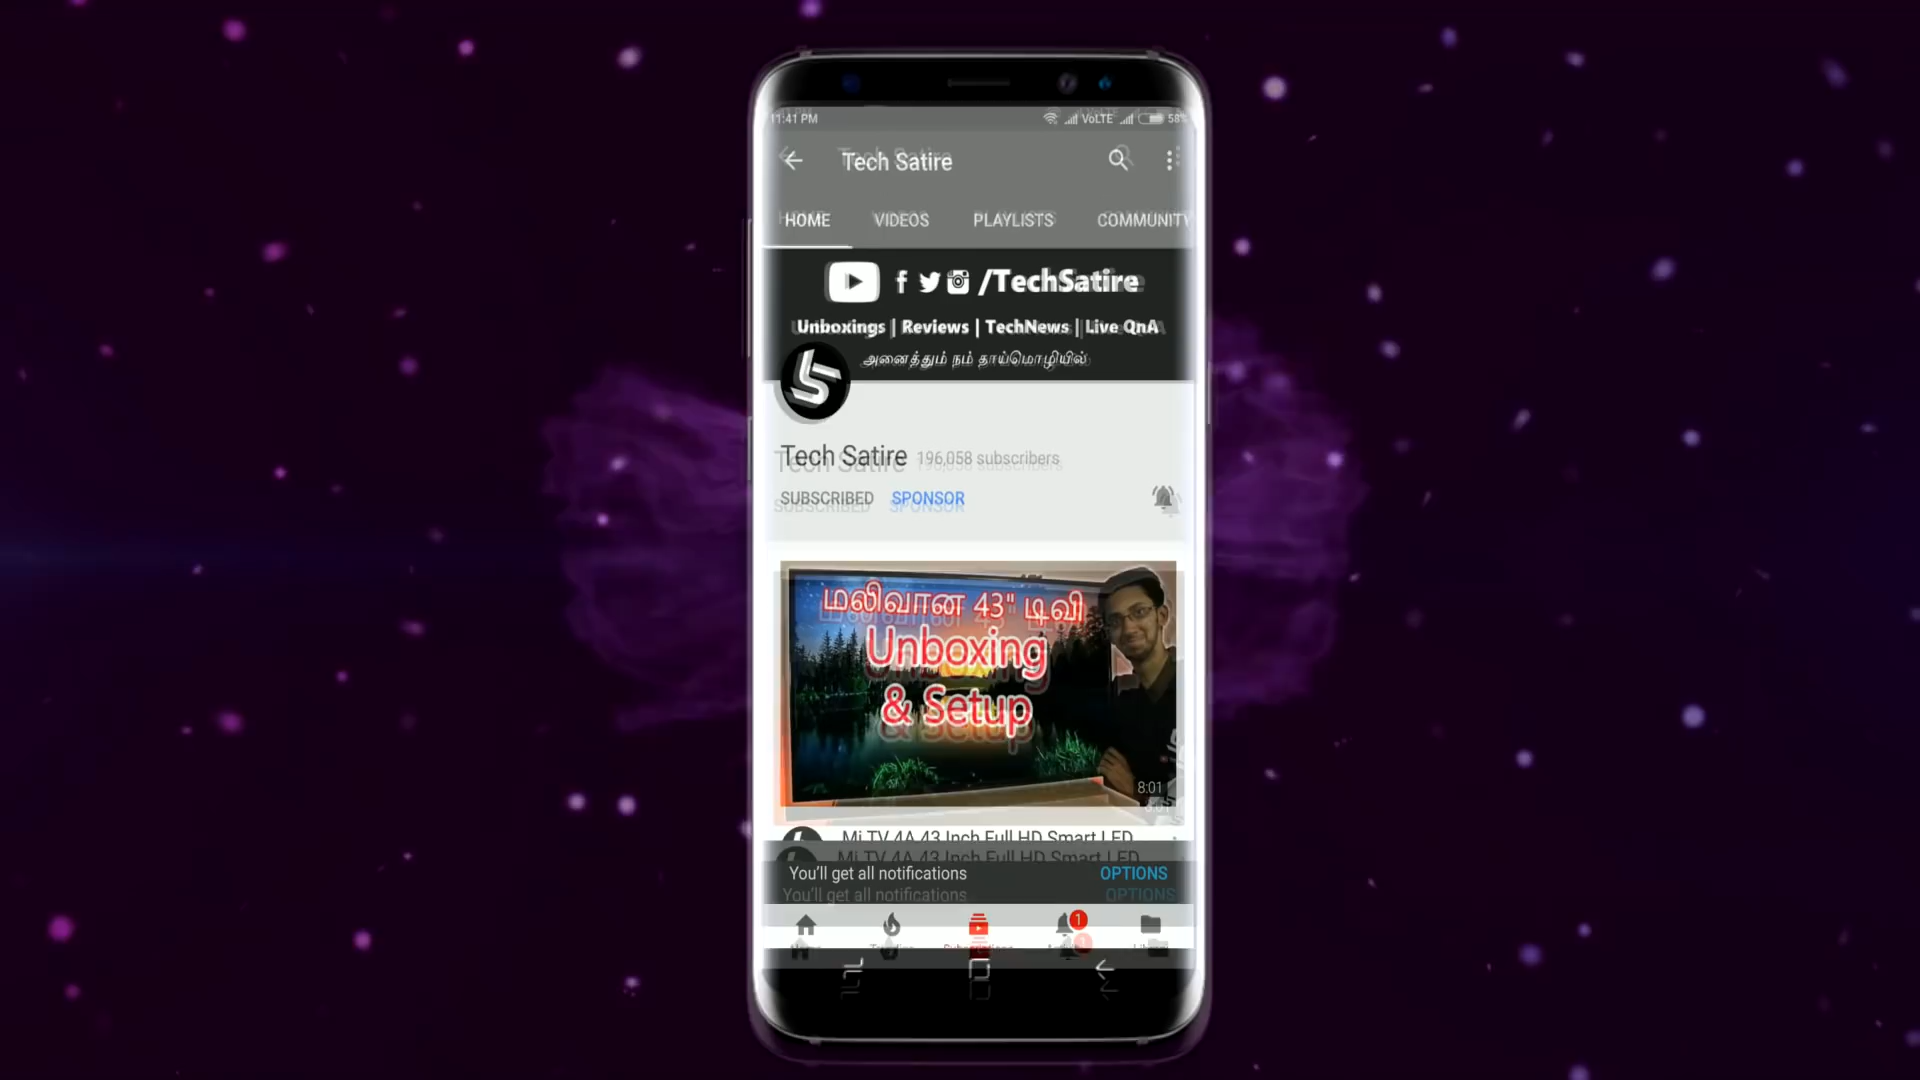 11:41 PM VoLTE 58%
Tech Satire
HOME VIDEOS PLAYLISTS COMMUNITY
/TechSatire
Unboxings | Reviews | TechNews | Live QnA
அனைத்தும் நம் தாய்மொழியில்
Tech Satire 196,058 subscribers
SUBSCRIBED SPONSOR
மலிவான 43" டிவி
Unboxing
& Setup
8:01
Mi TV 4A 43 Inch Full HD Smart LED
You'll get all notifications OPTIONS
1